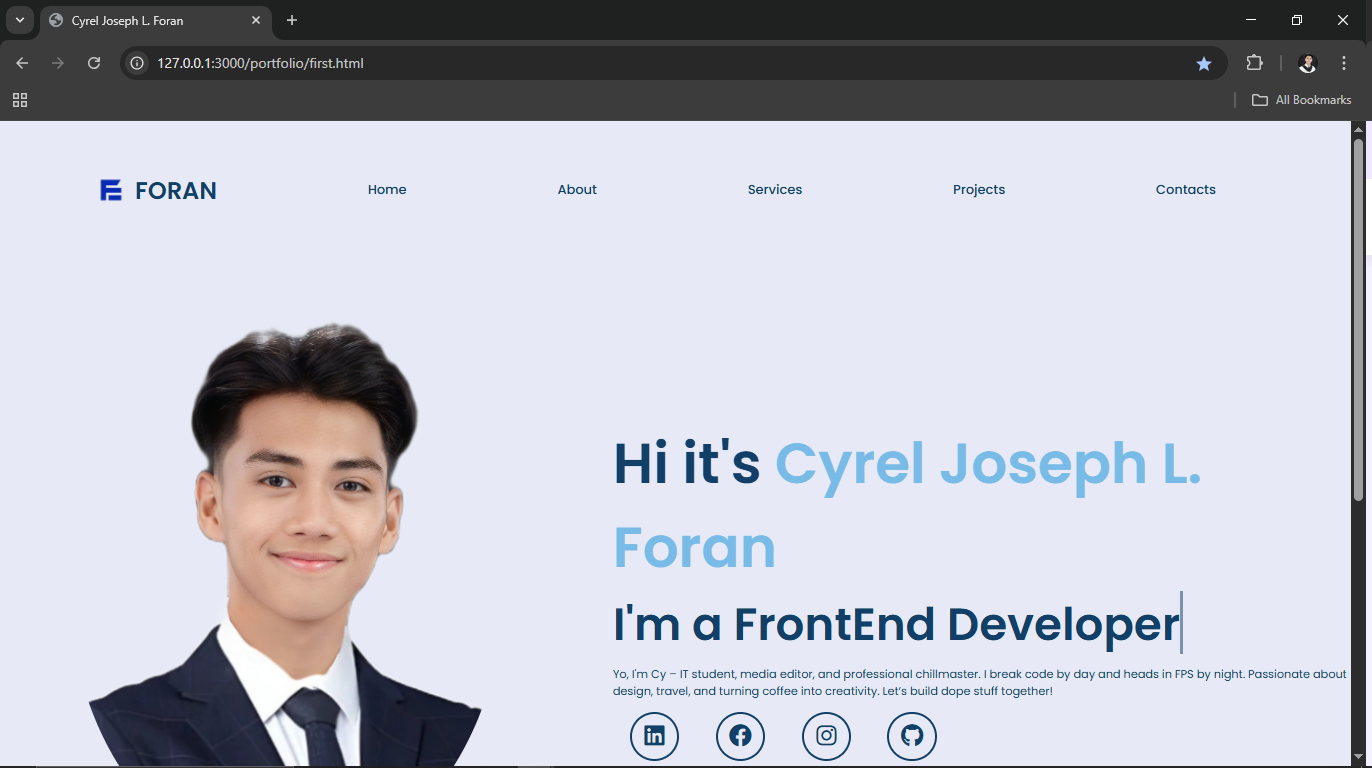 Cyrel Joseph L. Foran
127.0.0.1:3000/portfolio/first.html
All Bookmarks
FORAN
Home
About
Services
Projects
Contacts
Hi it's Cyrel Joseph L.
Foran
I'm a FrontEnd Developer
Yo, I'm Cy – IT student, media editor, and professional chillmaster. I break code by day and heads in FPS by night. Passionate about
design, travel, and turning coffee into creativity. Let’s build dope stuff together!